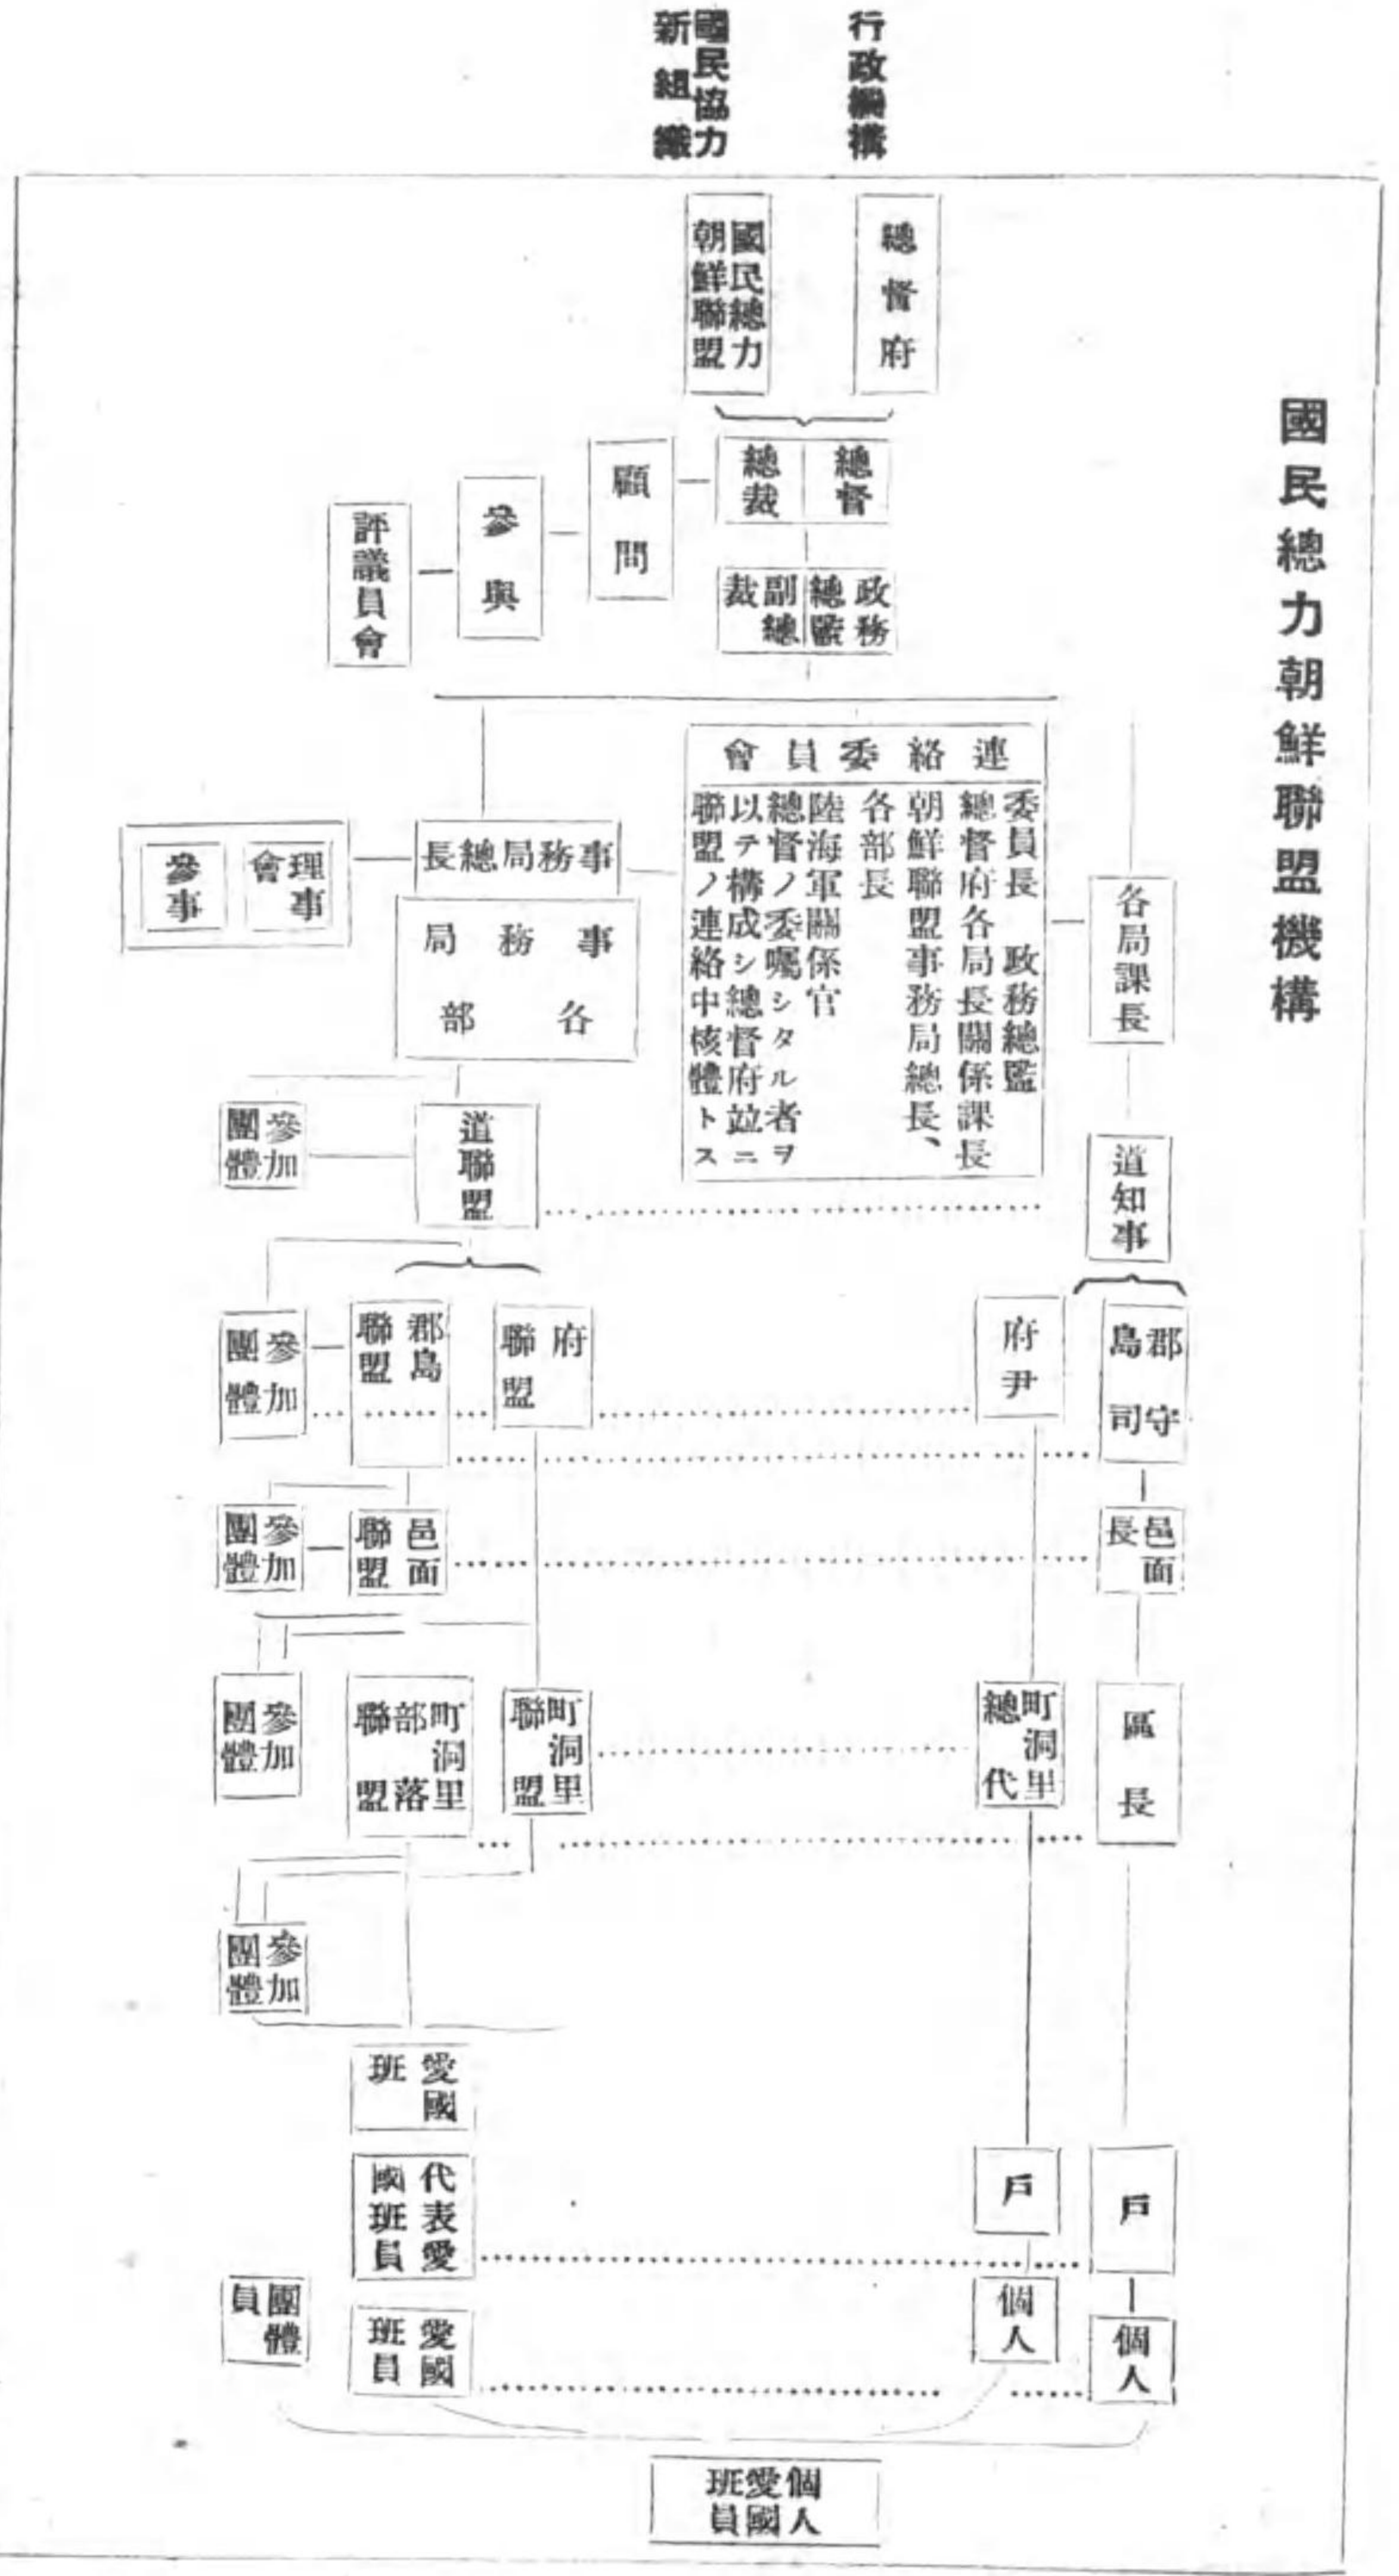 國民總力朝鮮聯盟機構
行政機構
國民協力
新組織
總督府
國民總力
朝鮮聯盟
總督
總裁
政務
總監
副總
裁
顧問
參與
評議員會
連絡委員會
委員長 政務總監
總督府各局長關係課長
朝鮮聯盟事務局總長、
各部長
陸海軍關係官
總督ノ委囑シタル者ヲ
以テ構成シ總督府竝ニ
聯盟ノ連絡中核體トス
各局課長
事務局總長
事務局
各部
理事
會
參事
道知事
道聯盟
參加
團體
郡守
島司
府尹
府
聯盟
郡島
聯盟
參加
團體
邑面
長
邑面
聯盟
參加
團體
區長
町洞里
總代
町洞里
聯盟
町洞里
部落
聯盟
參加
團體
參加
團體
愛國
班
戶
戶
代表愛
國班員
個人
個人
愛國
班員
團體
員
個人
愛國
班員